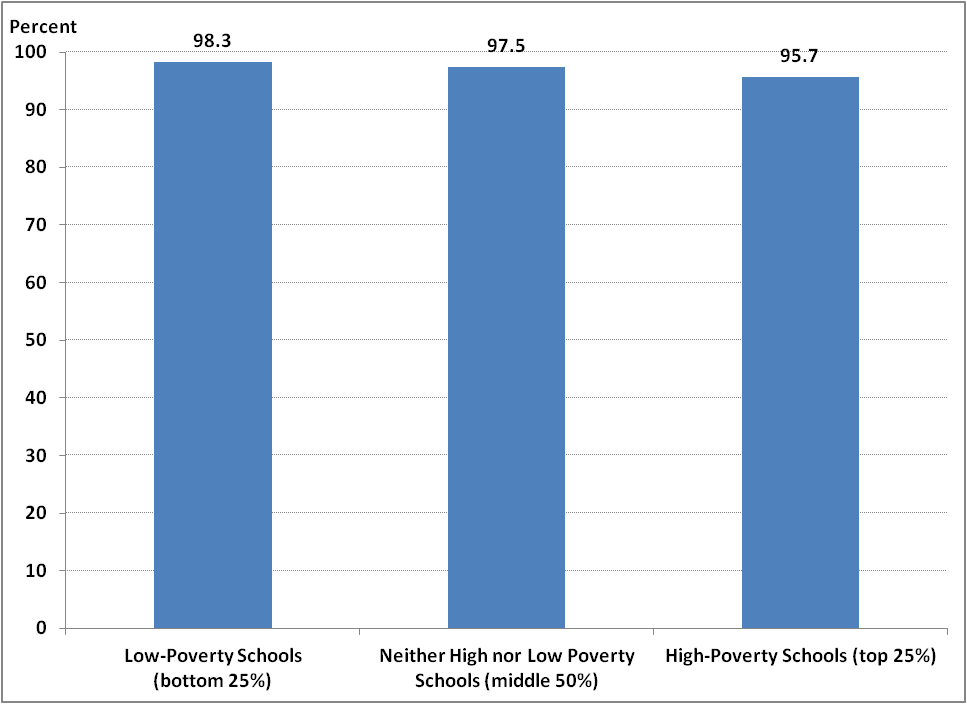 Percent
98.3
97.5
95.7
100
90
80
70
60
50
40
30
20
10
0
Low-Poverty Schools
(bottom 25%)
Neither High nor Low Poverty
Schools (middle 50%)
High-Poverty Schools (top 25%)